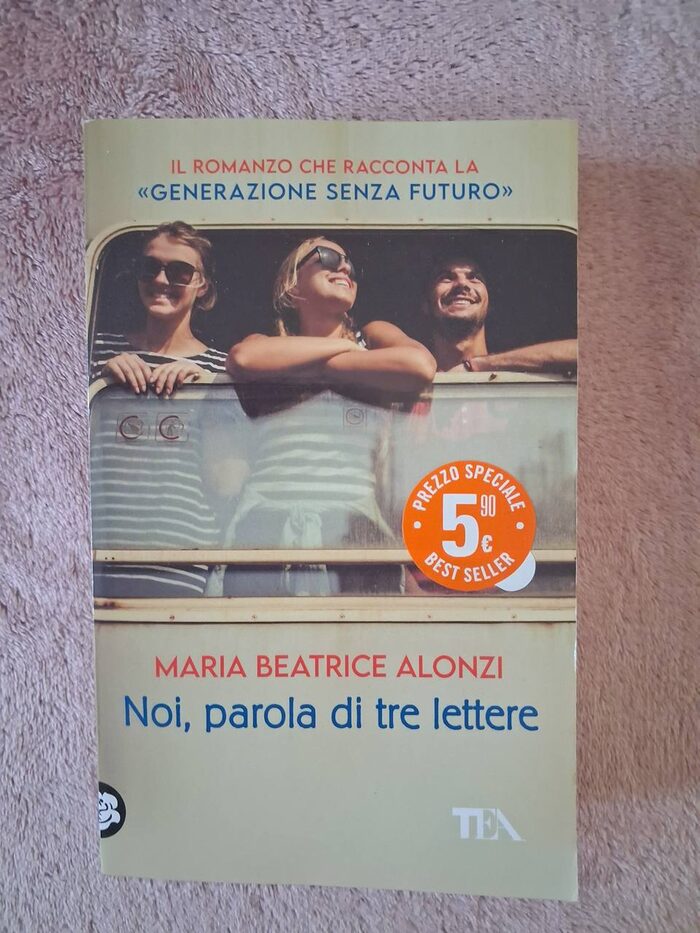 IL ROMANZO CHE RACCONTA LA
«GENERAZIONE SENZA FUTURO»
PREZZO SPECIALE
5,90
€
BEST SELLER
MARIA BEATRICE ALONZI
Noi, parola di tre lettere
TEA